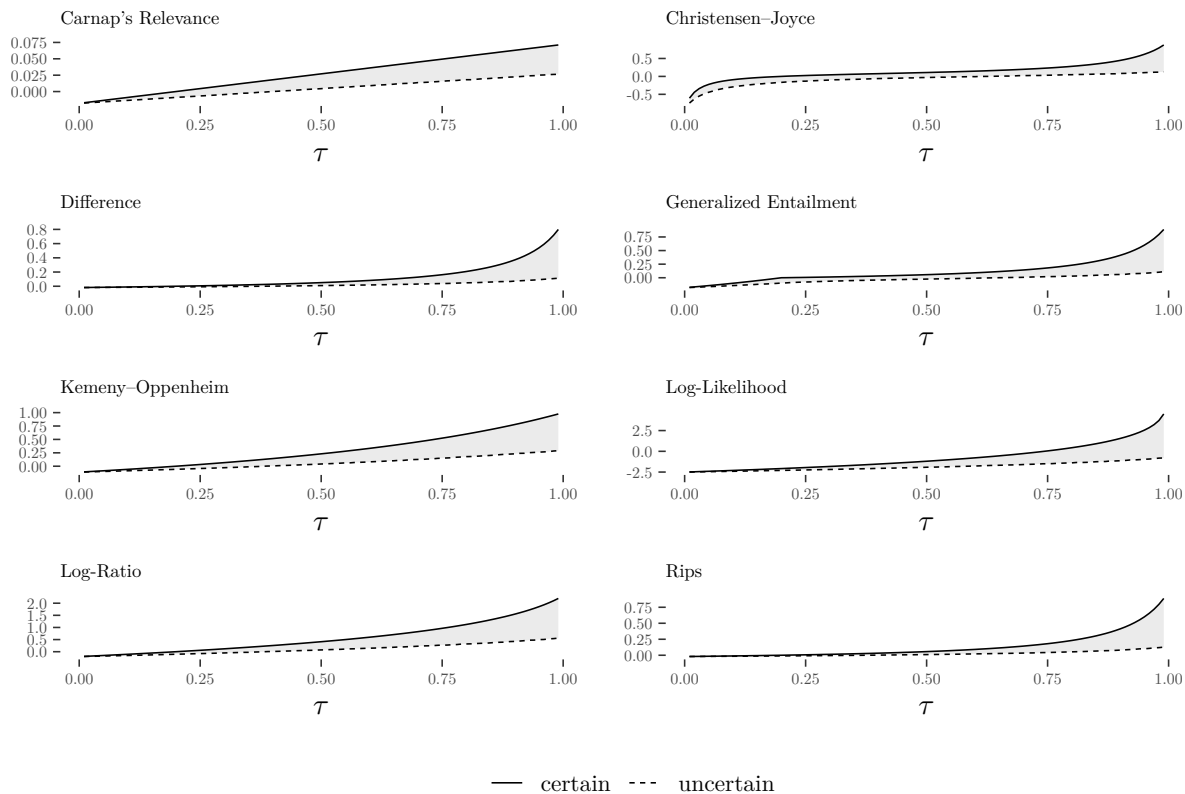 Carnap's Relevance
0.075
0.050
0.025
0.000
0.00 0.25 0.50 0.75 1.00
τ
Christensen–Joyce
0.5
0.0
-0.5
0.00 0.25 0.50 0.75 1.00
τ
Difference
0.8
0.6
0.4
0.2
0.0
0.00 0.25 0.50 0.75 1.00
τ
Generalized Entailment
0.75
0.50
0.25
0.00
0.00 0.25 0.50 0.75 1.00
τ
Kemeny–Oppenheim
1.00
0.75
0.50
0.25
0.00
0.00 0.25 0.50 0.75 1.00
τ
Log-Likelihood
2.5
0.0
-2.5
0.00 0.25 0.50 0.75 1.00
τ
Log-Ratio
2.0
1.5
1.0
0.5
0.0
0.00 0.25 0.50 0.75 1.00
τ
Rips
0.75
0.50
0.25
0.00
0.00 0.25 0.50 0.75 1.00
τ
certain uncertain